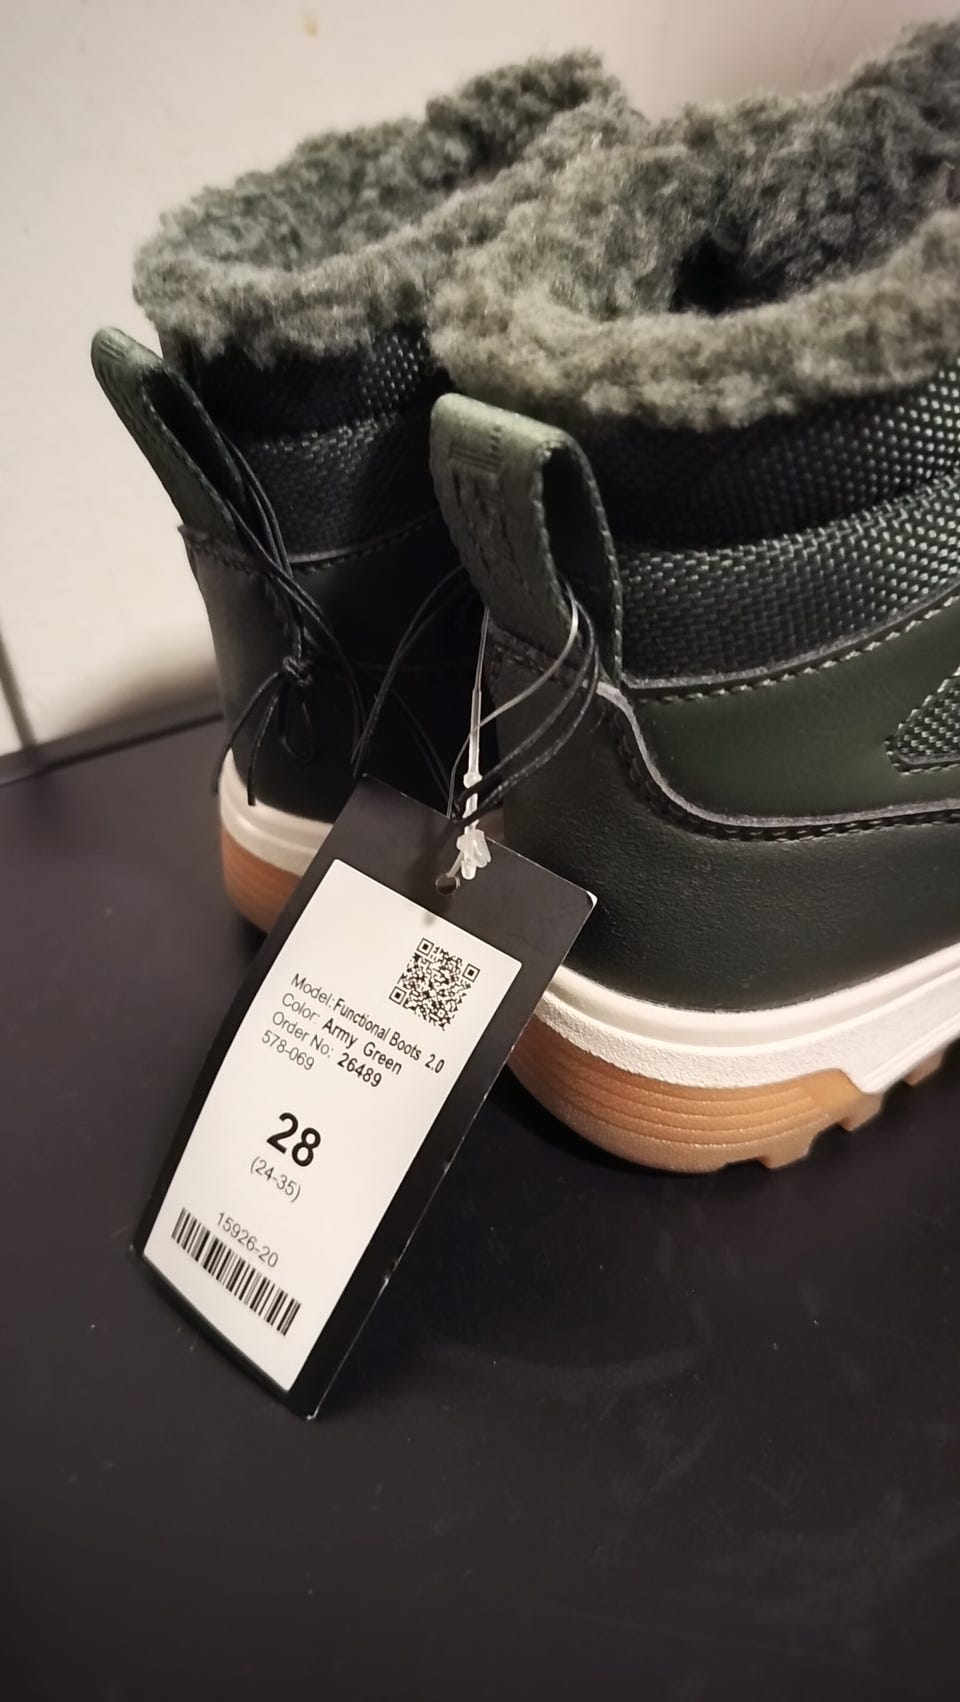 Model: Functional Boots 2.0
Color: Army Green
Order No: 26489
578-069
28
(24-35)
15926-20